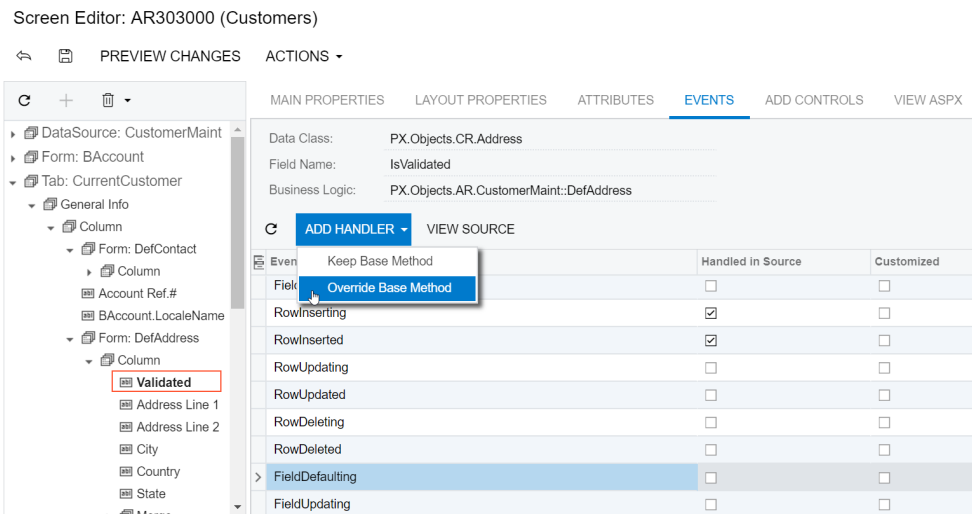 Screen Editor: AR303000 (Customers)
PREVIEW CHANGES ACTIONS
DataSource: CustomerMaint
Form: BAccount
Tab: CurrentCustomer
General Info
Column
Form: DefContact
Column
Account Ref.#
BAccount.LocaleName
Form: DefAddress
Column
Validated
Address Line 1
Address Line 2
City
Country
State
MAIN PROPERTIES LAYOUT PROPERTIES ATTRIBUTES EVENTS ADD CONTROLS VIEW ASPX
Data Class: PX.Objects.CR.Address
Field Name: IsValidated
Business Logic: PX.Objects.AR.CustomerMaint::DefAddress
ADD HANDLER VIEW SOURCE
Keep Base Method
Override Base Method
Even Handled in Source Customized
Field
RowInserting
RowInserted
RowUpdating
RowUpdated
RowDeleting
RowDeleted
FieldDefaulting
FieldUpdating